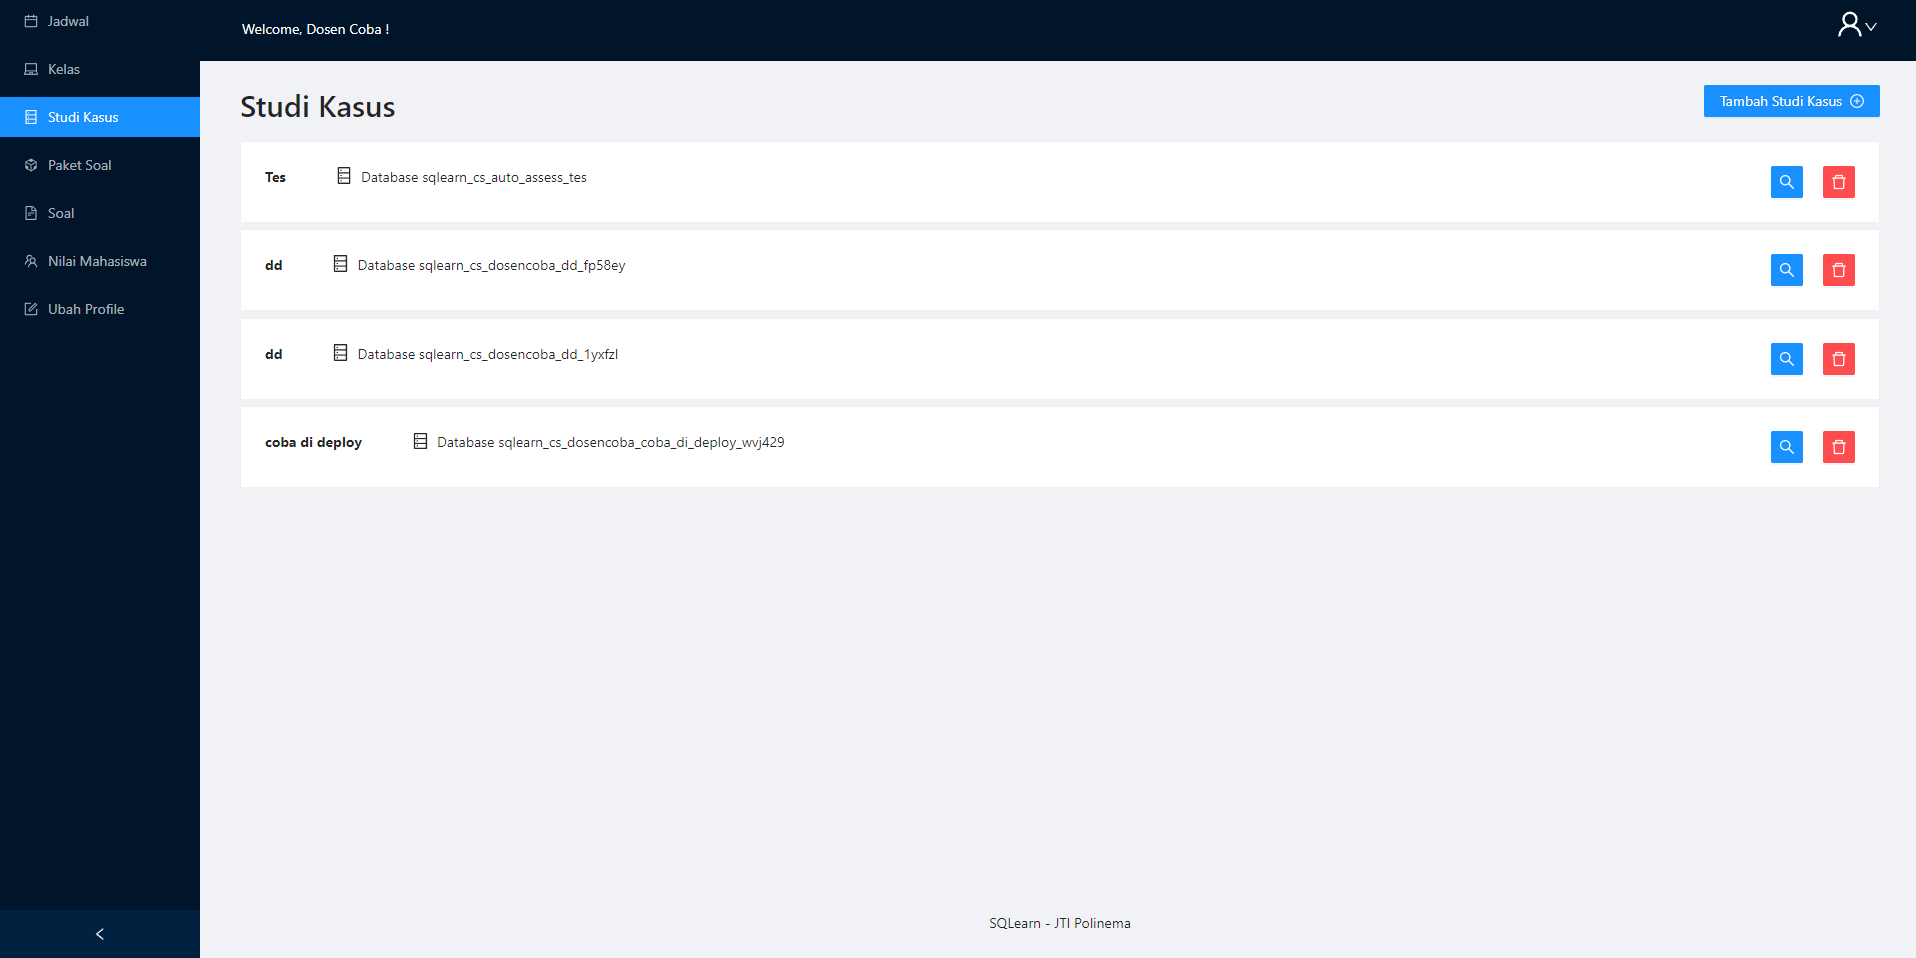 Jadwal
Kelas
Studi Kasus
Paket Soal
Soal
Nilai Mahasiswa
Ubah Profile
Welcome, Dosen Coba !
Studi Kasus
Tambah Studi Kasus
Tes Database sqlearn_cs_auto_assess_tes
dd Database sqlearn_cs_dosencoba_dd_fp58ey
dd Database sqlearn_cs_dosencoba_dd_1yxfzl
coba di deploy Database sqlearn_cs_dosencoba_coba_di_deploy_wvj429
SQLearn - JTI Polinema